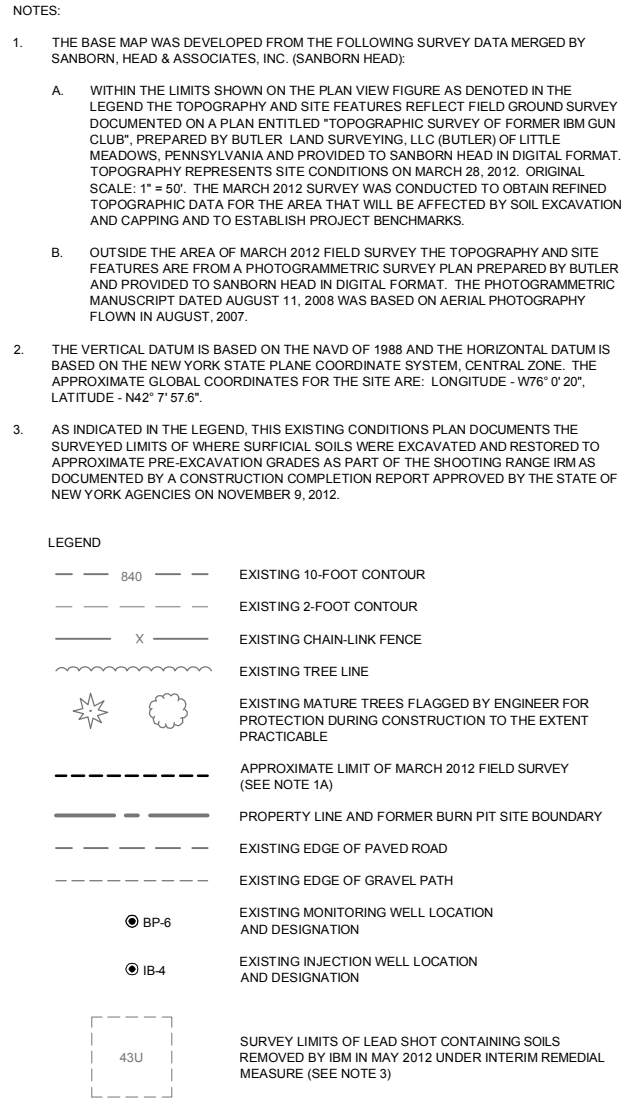 NOTES:
1. THE BASE MAP WAS DEVELOPED FROM THE FOLLOWING SURVEY DATA MERGED BY
SANBORN, HEAD & ASSOCIATES, INC. (SANBORN HEAD):
A. WITHIN THE LIMITS SHOWN ON THE PLAN VIEW FIGURE AS DENOTED IN THE
LEGEND THE TOPOGRAPHY AND SITE FEATURES REFLECT FIELD GROUND SURVEY
DOCUMENTED ON A PLAN ENTITLED "TOPOGRAPHIC SURVEY OF FORMER IBM GUN
CLUB", PREPARED BY BUTLER LAND SURVEYING, LLC (BUTLER) OF LITTLE
MEADOWS, PENNSYLVANIA AND PROVIDED TO SANBORN HEAD IN DIGITAL FORMAT.
TOPOGRAPHY REPRESENTS SITE CONDITIONS ON MARCH 28, 2012. ORIGINAL
SCALE: 1" = 50'. THE MARCH 2012 SURVEY WAS CONDUCTED TO OBTAIN REFINED
TOPOGRAPHIC DATA FOR THE AREA THAT WILL BE AFFECTED BY SOIL EXCAVATION
AND CAPPING AND TO ESTABLISH PROJECT BENCHMARKS.
B. OUTSIDE THE AREA OF MARCH 2012 FIELD SURVEY THE TOPOGRAPHY AND SITE
FEATURES ARE FROM A PHOTOGRAMMETRIC SURVEY PLAN PREPARED BY BUTLER
AND PROVIDED TO SANBORN HEAD IN DIGITAL FORMAT. THE PHOTOGRAMMETRIC
MANUSCRIPT DATED AUGUST 11, 2008 WAS BASED ON AERIAL PHOTOGRAPHY
FLOWN IN AUGUST, 2007.
2. THE VERTICAL DATUM IS BASED ON THE NAVD OF 1988 AND THE HORIZONTAL DATUM IS
BASED ON THE NEW YORK STATE PLANE COORDINATE SYSTEM, CENTRAL ZONE. THE
APPROXIMATE GLOBAL COORDINATES FOR THE SITE ARE: LONGITUDE - W76° 0' 20",
LATITUDE - N42° 7' 57.6".
3. AS INDICATED IN THE LEGEND, THIS EXISTING CONDITIONS PLAN DOCUMENTS THE
SURVEYED LIMITS OF WHERE SURFICIAL SOILS WERE EXCAVATED AND RESTORED TO
APPROXIMATE PRE-EXCAVATION GRADES AS PART OF THE SHOOTING RANGE IRM AS
DOCUMENTED BY A CONSTRUCTION COMPLETION REPORT APPROVED BY THE STATE OF
NEW YORK AGENCIES ON NOVEMBER 9, 2012.
LEGEND
840 EXISTING 10-FOOT CONTOUR
EXISTING 2-FOOT CONTOUR
X EXISTING CHAIN-LINK FENCE
EXISTING TREE LINE
EXISTING MATURE TREES FLAGGED BY ENGINEER FOR
PROTECTION DURING CONSTRUCTION TO THE EXTENT
PRACTICABLE
APPROXIMATE LIMIT OF MARCH 2012 FIELD SURVEY
(SEE NOTE 1A)
PROPERTY LINE AND FORMER BURN PIT SITE BOUNDARY
EXISTING EDGE OF PAVED ROAD
EXISTING EDGE OF GRAVEL PATH
BP-6 EXISTING MONITORING WELL LOCATION
AND DESIGNATION
IB-4 EXISTING INJECTION WELL LOCATION
AND DESIGNATION
SURVEY LIMITS OF LEAD SHOT CONTAINING SOILS
43U REMOVED BY IBM IN MAY 2012 UNDER INTERIM REMEDIAL
MEASURE (SEE NOTE 3)